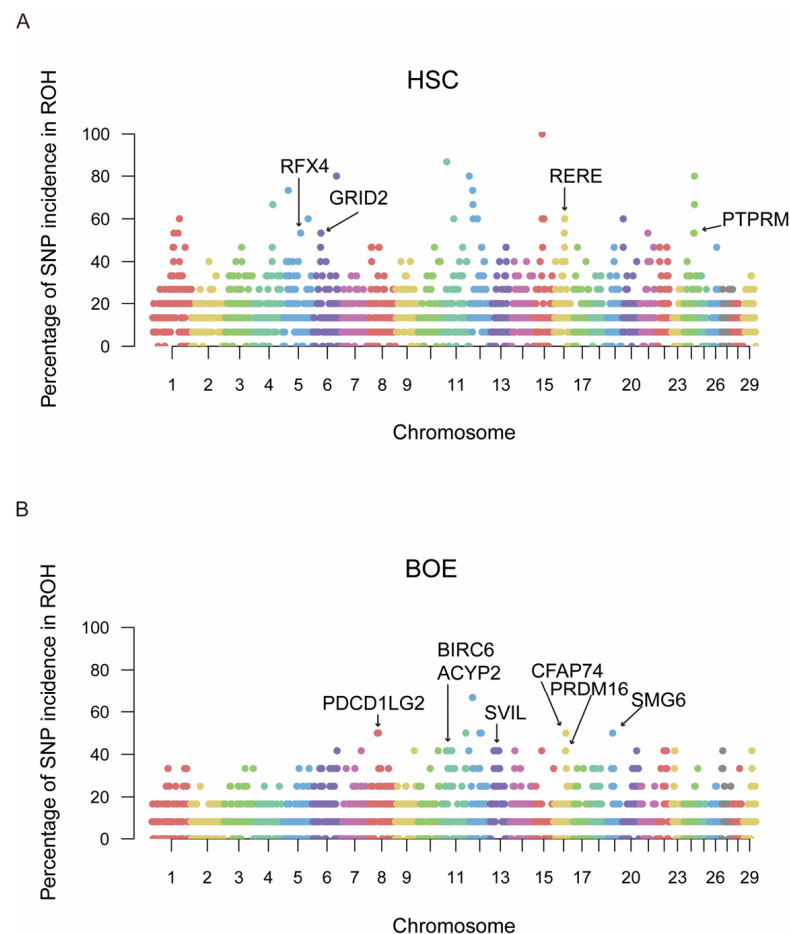 A
HSC
Percentage of SNP incidence in ROH
100
80
60
40
20
0
RFX4
GRID2
RERE
PTPRM
1 2 3 4 5 6 7 8 9 11 13 15 17 20 23 26 29
Chromosome
B
BOE
Percentage of SNP incidence in ROH
100
80
60
40
20
0
BIRC6
ACYP2
PDCD1LG2
SVIL
CFAP74
PRDM16
SMG6
1 2 3 4 5 6 7 8 9 11 13 15 17 20 23 26 29
Chromosome